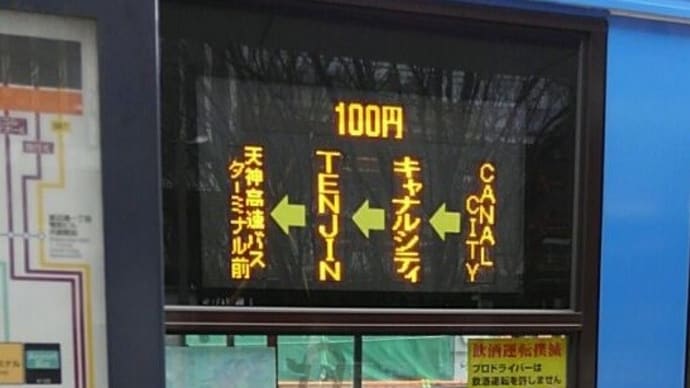 100円
CANAL
CITY
キャナルシティ
TENJIN
天神高速バス
ターミナル前
飲酒運転撲滅
プロドライバーは
飲酒運転を許しません